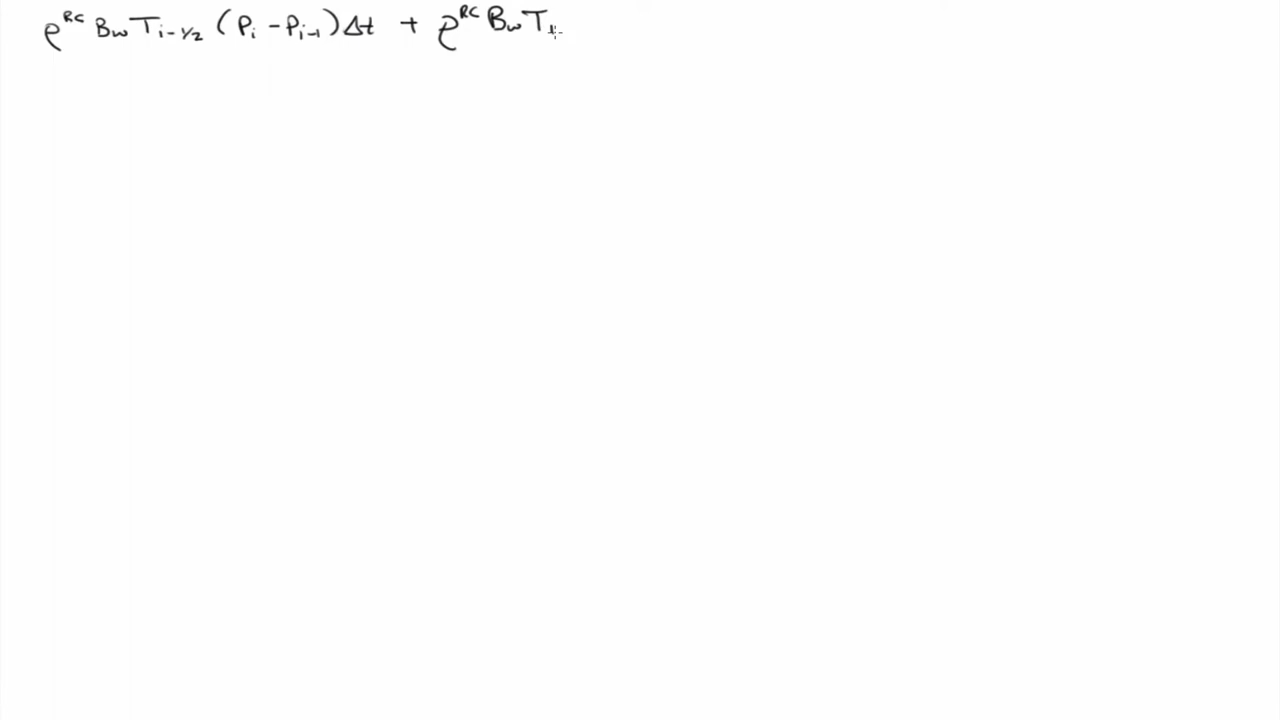 ρ^RC B_w T_{i-1/2} (P_i - P_{i-1}) Δt + ρ^RC B_w T